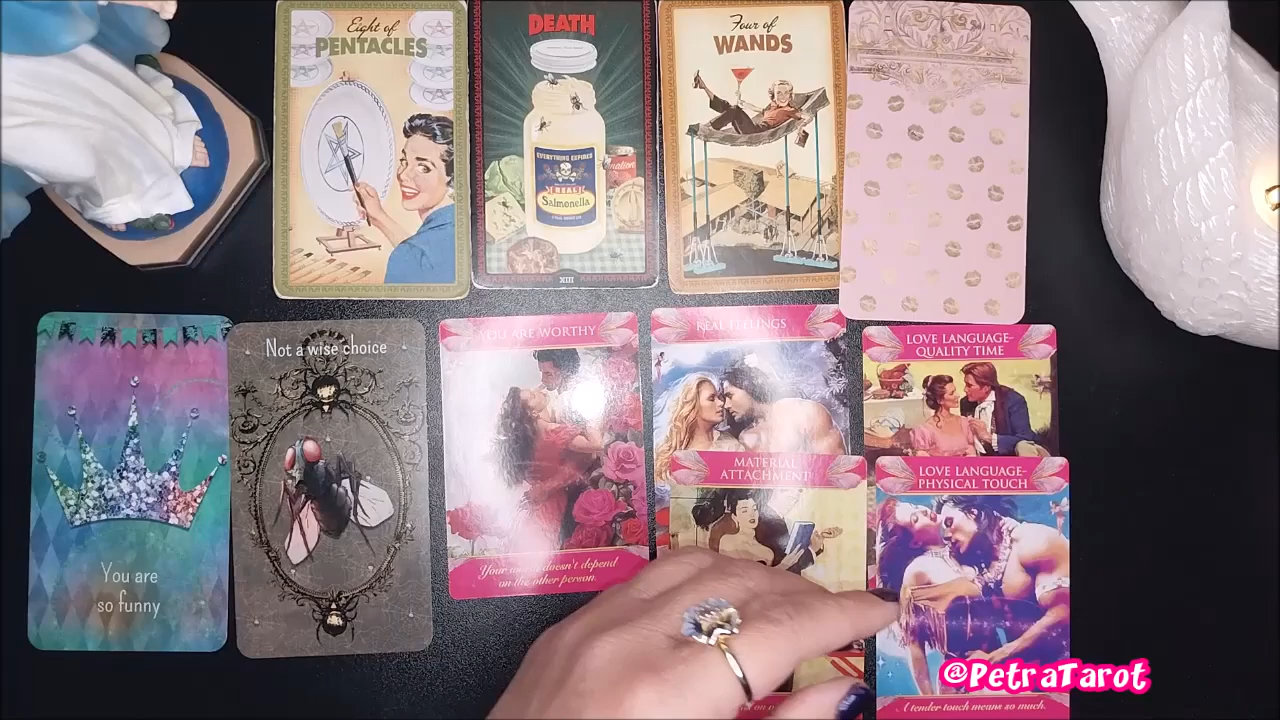 Eight of
PENTACLES
DEATH
EVERYTHING EXPIRES
REAL
Salmonella
XIII
Four of
WANDS
You are
so funny
Not a wise choice
YOU ARE WORTHY
Your worth doesn't depend
on the other person.
REAL FEELINGS
MATERIAL
ATTACHMENT
LOVE LANGUAGE-
QUALITY TIME
LOVE LANGUAGE-
PHYSICAL TOUCH
A tender touch means so much.
@PetraTarot